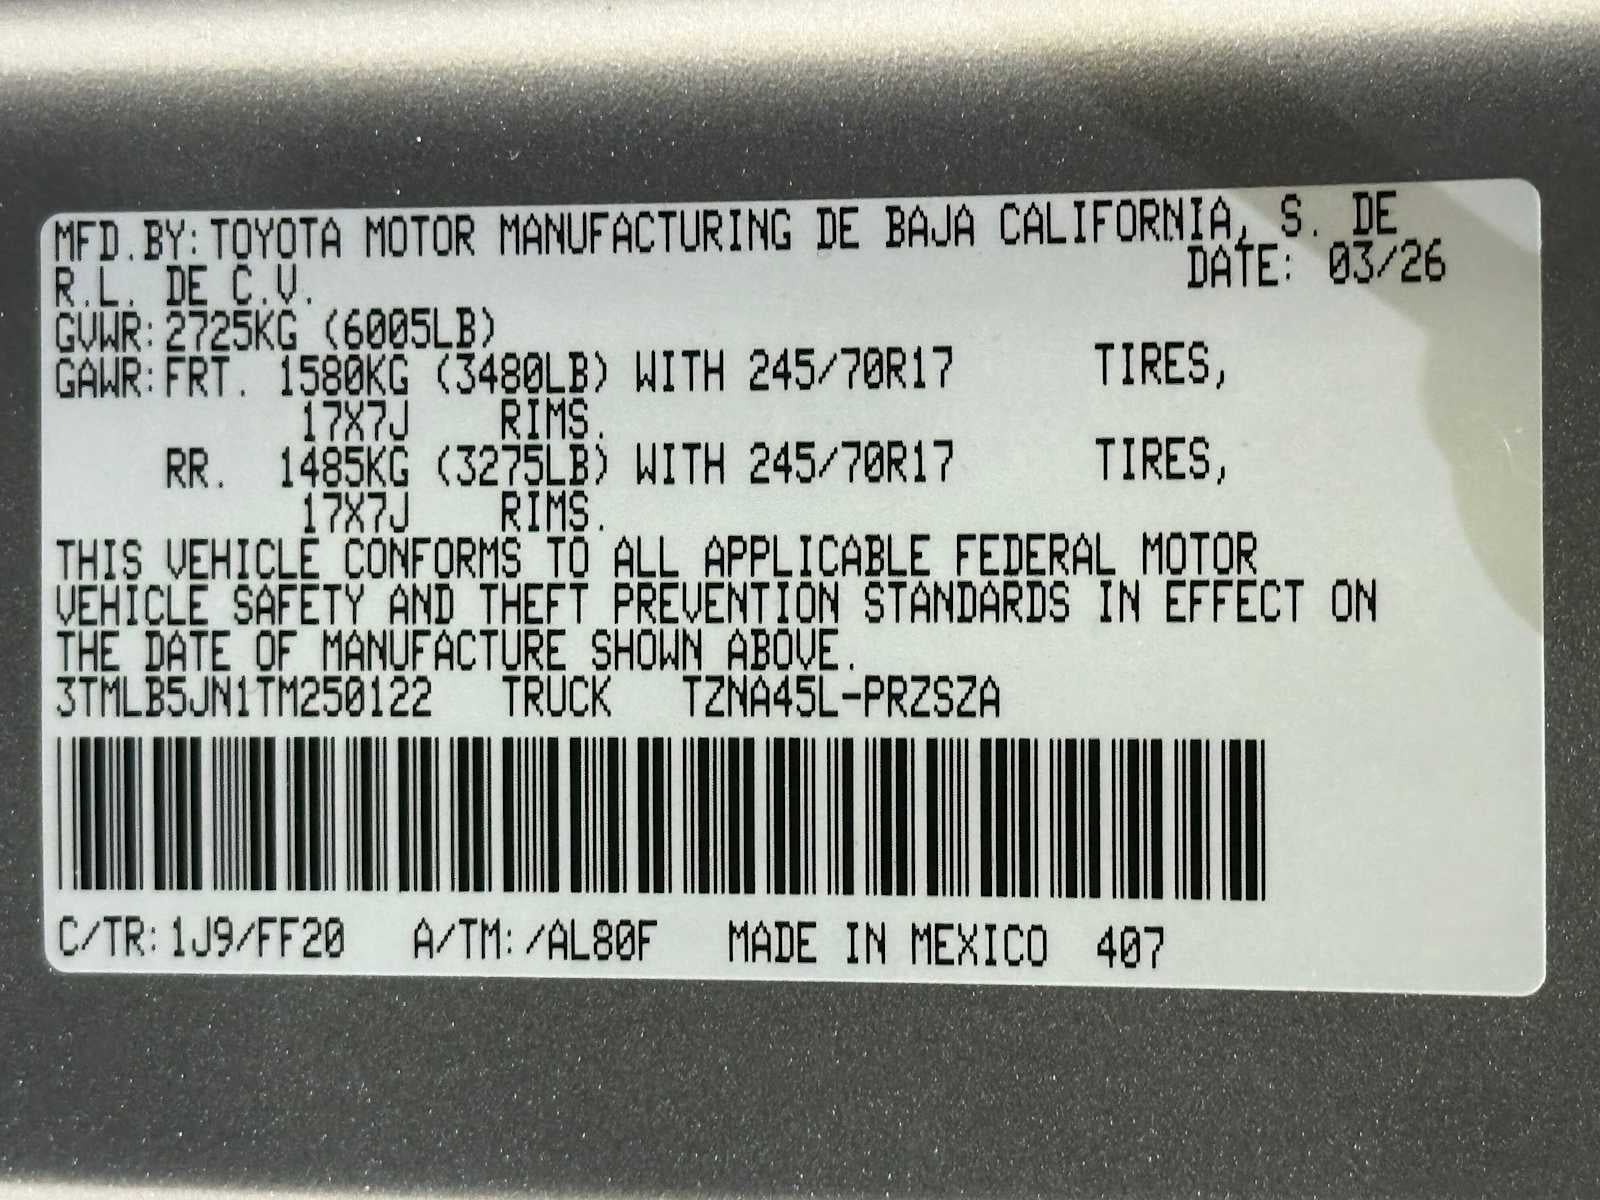 MFD.BY:TOYOTA MOTOR MANUFACTURING DE BAJA CALIFORNIA, S. DE
R.L. DE C.V. DATE: 03/26
GVWR:2725KG (6005LB)
GAWR:FRT. 1580KG (3480LB) WITH 245/70R17 TIRES,
17X7J RIMS.
RR. 1485KG (3275LB) WITH 245/70R17 TIRES,
17X7J RIMS.
THIS VEHICLE CONFORMS TO ALL APPLICABLE FEDERAL MOTOR
VEHICLE SAFETY AND THEFT PREVENTION STANDARDS IN EFFECT ON
THE DATE OF MANUFACTURE SHOWN ABOVE.
3TMLB5JN1TM250122 TRUCK TZNA45L-PRZSZA
C/TR:1J9/FF20 A/TM:/AL80F MADE IN MEXICO 407